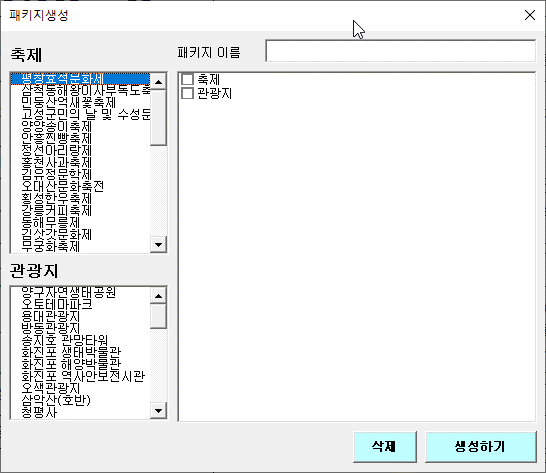 패키지생성
축제
평창효석문화제
삼척동해왕이사부독도축
민둥산억새꽃축제
고성군민의 날 및 수성문
양양송이축제
안흥찐빵축제
정선아리랑제
홍천사과축제
김유정문학제
오대산문화축전
횡성한우축제
강릉커피축제
동해무릉제
김삿갓문화제
무궁화축제
관광지
양구자연생태공원
오토테마파크
용대관광지
방동관광지
송지호 관망타워
화진포 생태박물관
화진포 해양박물관
화진포 역사안보전시관
오색관광지
삼악산(호반)
청평사
패키지 이름
축제
관광지
삭제
생성하기